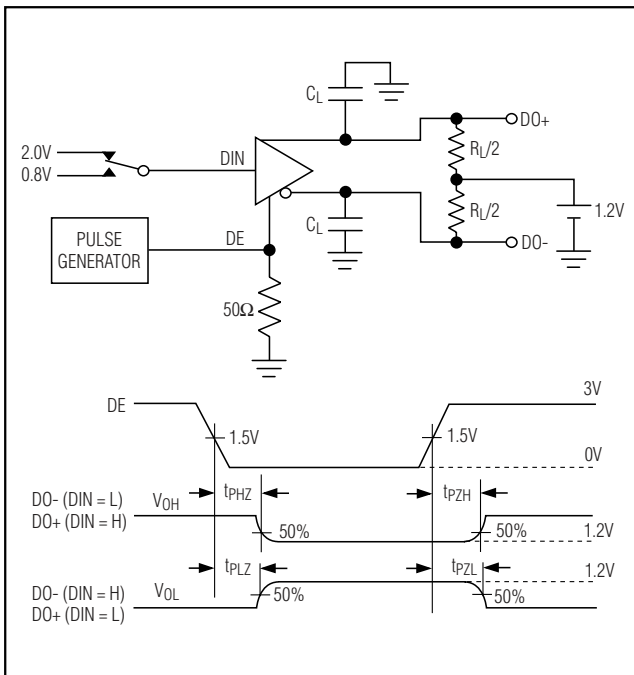 C_L
DO+
2.0V
0.8V
DIN
R_L/2
1.2V
C_L
R_L/2
PULSE
GENERATOR
DE
DO-
50Ω
DE
3V
1.5V
1.5V
0V
DO- (DIN = L)
DO+ (DIN = H)
V_OH
t_PHZ
t_PZH
50%
50%
1.2V
1.2V
DO- (DIN = H)
DO+ (DIN = L)
V_OL
t_PLZ
t_PZL
50%
50%